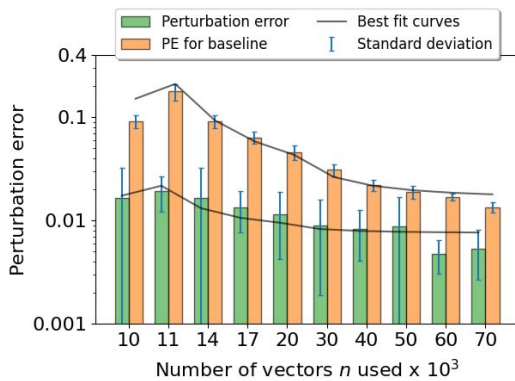 Perturbation error
Best fit curves
PE for baseline
Standard deviation
Perturbation error
0.4
0.1
0.01
0.001
10 11 14 17 20 30 40 50 60 70
Number of vectors n used x 10³